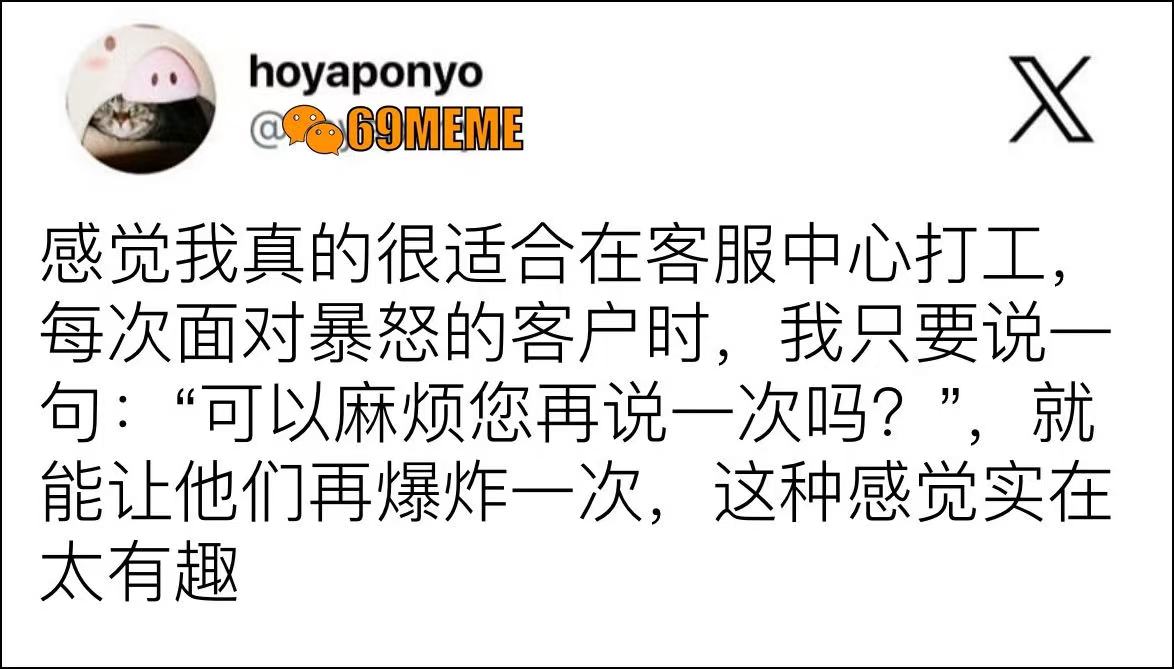 hoyaponyo
@
69MEME
感觉我真的很适合在客服中心打工，
每次面对暴怒的客户时，我只要说一
句：“可以麻烦您再说一次吗？”，就
能让他们再爆炸一次，这种感觉实在
太有趣